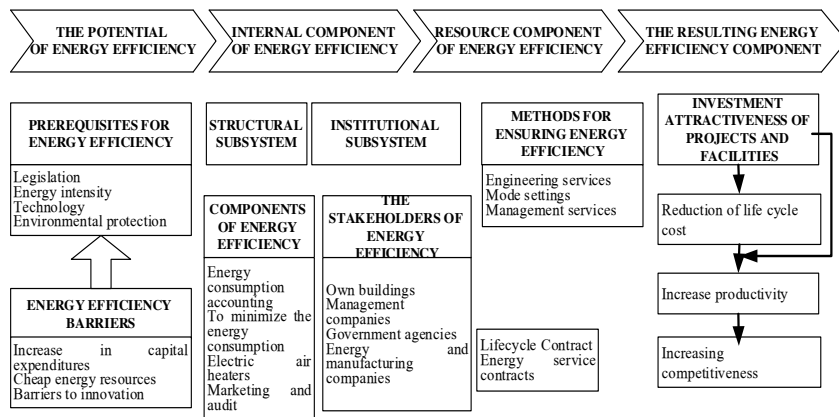 THE POTENTIAL
OF ENERGY EFFICIENCY
INTERNAL COMPONENT
OF ENERGY EFFICIENCY
RESOURCE COMPONENT
OF ENERGY EFFICIENCY
THE RESULTING ENERGY
EFFICIENCY COMPONENT
PREREQUISITES FOR
ENERGY EFFICIENCY
Legislation
Energy intensity
Technology
Environmental protection
ENERGY EFFICIENCY
BARRIERS
Increase in capital
expenditures
Cheap energy resources
Barriers to innovation
STRUCTURAL
SUBSYSTEM
COMPONENTS
OF ENERGY
EFFICIENCY
Energy
consumption
accounting
To minimize the
energy
consumption
Electric air
heaters
Marketing and
audit
INSTITUTIONAL
SUBSYSTEM
THE
STAKEHOLDERS OF
ENERGY
EFFICIENCY
Own buildings
Management
companies
Government agencies
Energy and
manufacturing
companies
METHODS FOR
ENSURING ENERGY
EFFICIENCY
Engineering services
Mode settings
Management services
Lifecycle Contract
Energy service
contracts
INVESTMENT
ATTRACTIVENESS OF
PROJECTS AND
FACILITIES
Reduction of life cycle
cost
Increase productivity
Increasing
competitiveness